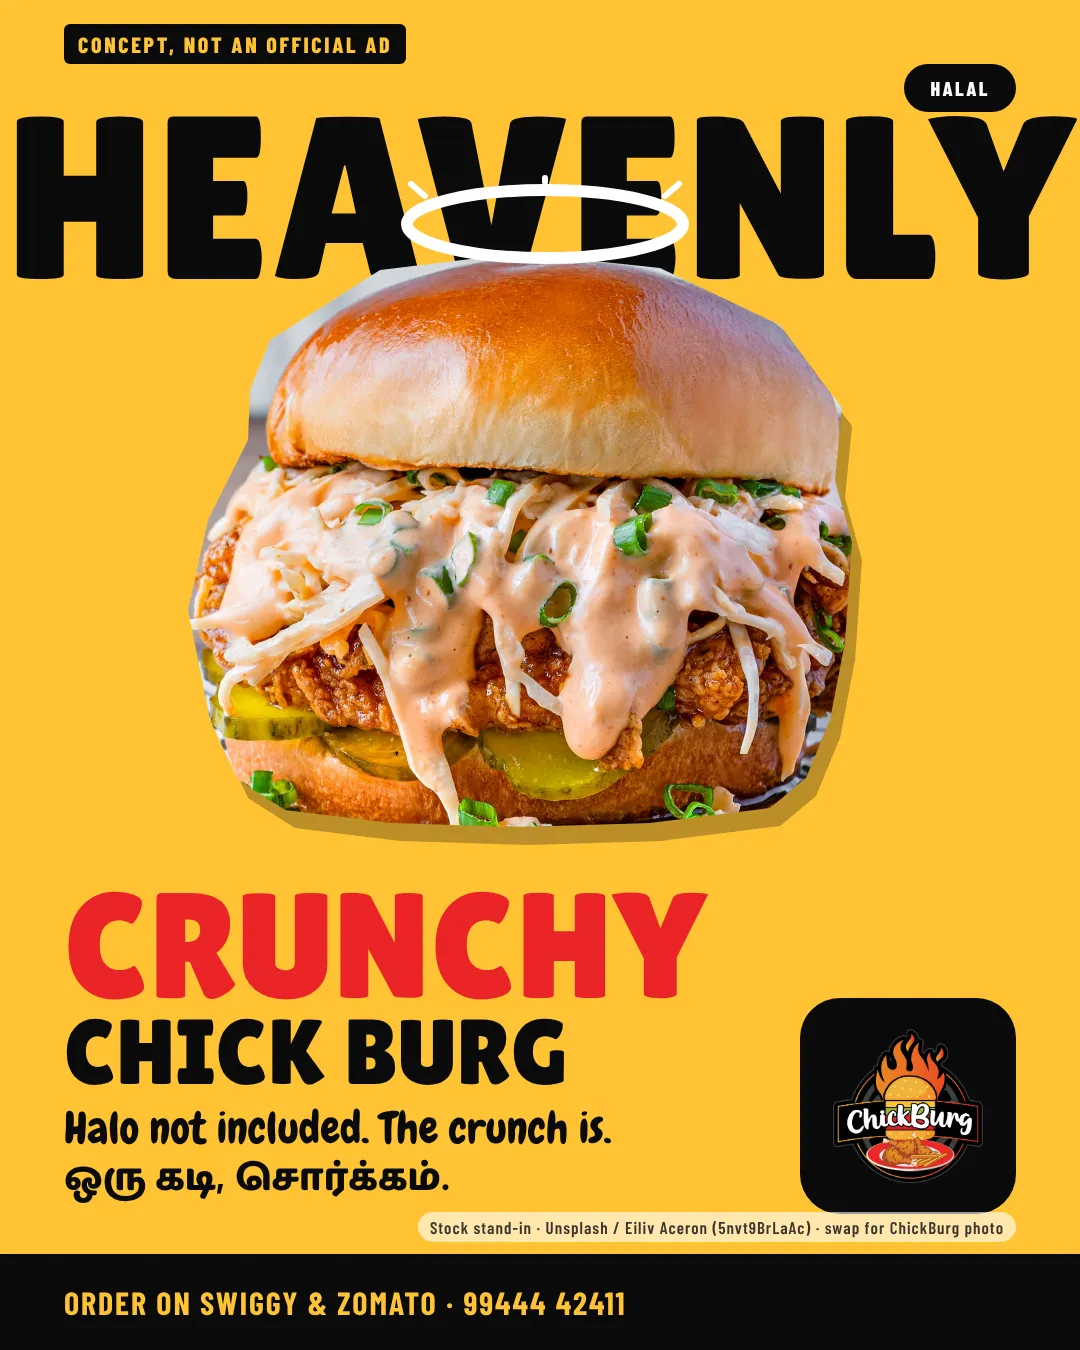 CONCEPT, NOT AN OFFICIAL AD
HALAL
HEAVENLY
CRUNCHY
CHICK BURG
Halo not included. The crunch is.
ஒரு கடி, சொர்க்கம்.
ChickBurg
Stock stand-in · Unsplash / Eiliv Aceron (5nvt9BrLaAc) · swap for ChickBurg photo
ORDER ON SWIGGY & ZOMATO · 99444 42411